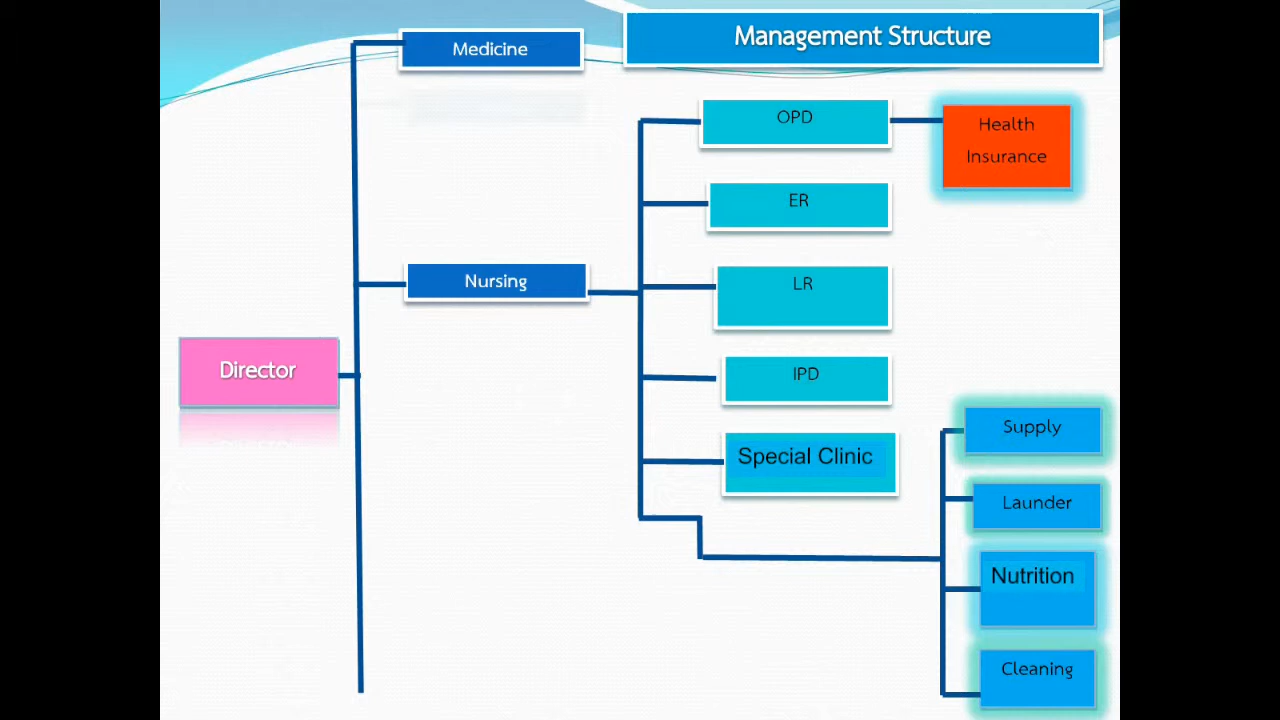 Management Structure
Medicine
OPD
Health
Insurance
ER
Nursing
LR
Director
IPD
Supply
Special Clinic
Launder
Nutrition
Cleaning